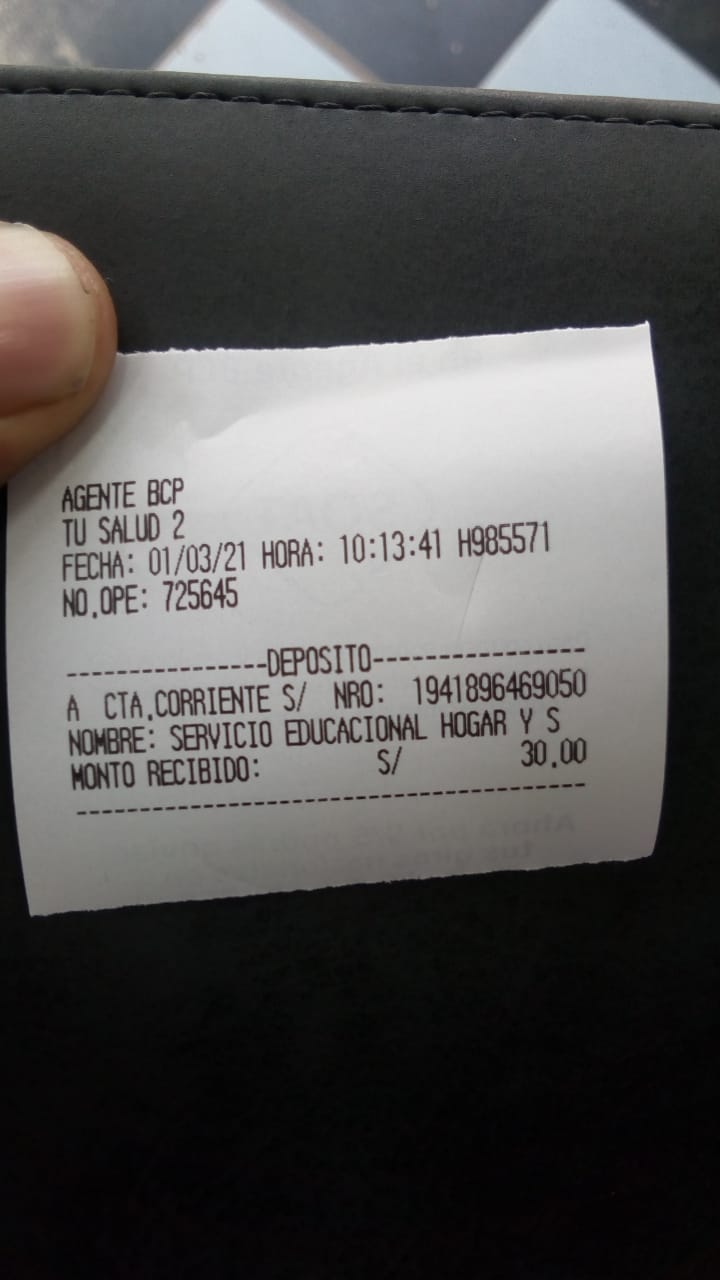 AGENTE BCP
TU SALUD 2
FECHA: 01/03/21 HORA: 10:13:41 H985571
NO.OPE: 725645
----------------DEPOSITO----------------
A CTA.CORRIENTE S/ NRO: 1941896469050
NOMBRE: SERVICIO EDUCACIONAL HOGAR Y S
MONTO RECIBIDO: S/ 30.00
----------------------------------------